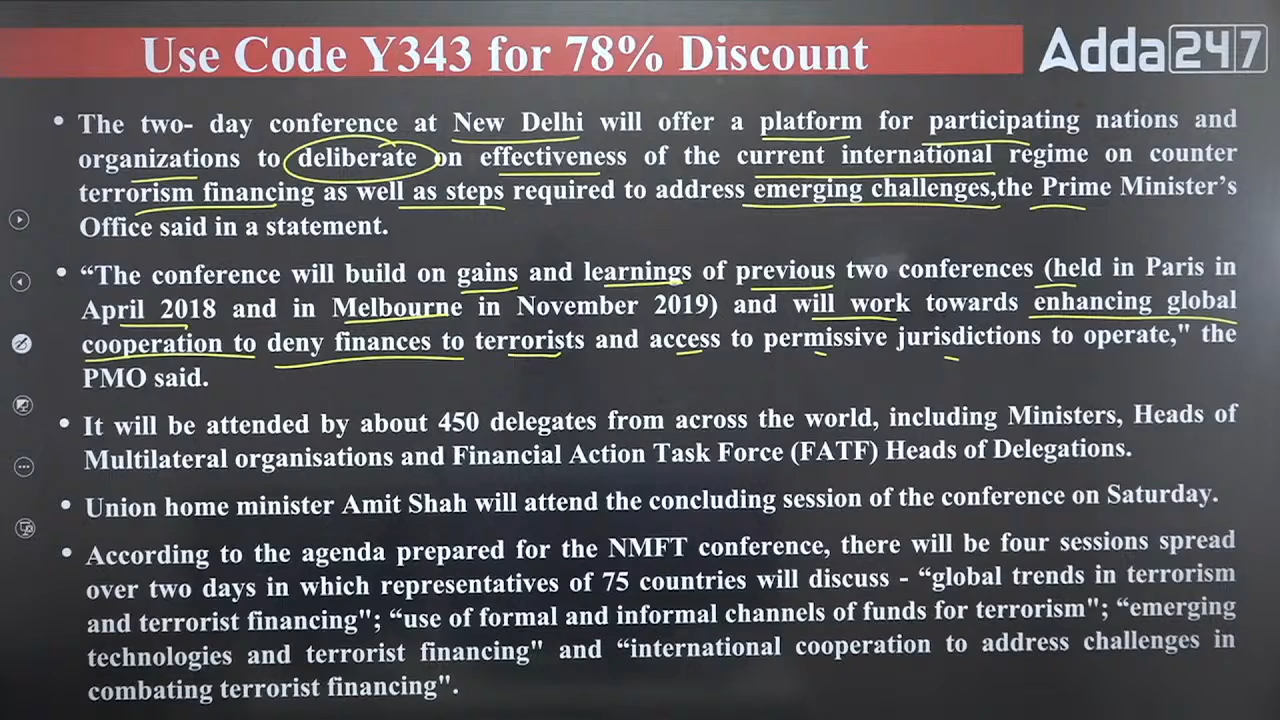 Use Code Y343 for 78% Discount
Adda247
• The two- day conference at New Delhi will offer a platform for participating nations and
organizations to deliberate on effectiveness of the current international regime on counter
terrorism financing as well as steps required to address emerging challenges,the Prime Minister's
Office said in a statement.
• “The conference will build on gains and learnings of previous two conferences (held in Paris in
April 2018 and in Melbourne in November 2019) and will work towards enhancing global
cooperation to deny finances to terrorists and access to permissive jurisdictions to operate," the
PMO said.
• It will be attended by about 450 delegates from across the world, including Ministers, Heads of
Multilateral organisations and Financial Action Task Force (FATF) Heads of Delegations.
• Union home minister Amit Shah will attend the concluding session of the conference on Saturday.
• According to the agenda prepared for the NMFT conference, there will be four sessions spread
over two days in which representatives of 75 countries will discuss - “global trends in terrorism
and terrorist financing"; “use of formal and informal channels of funds for terrorism"; “emerging
technologies and terrorist financing" and “international cooperation to address challenges in
combating terrorist financing".